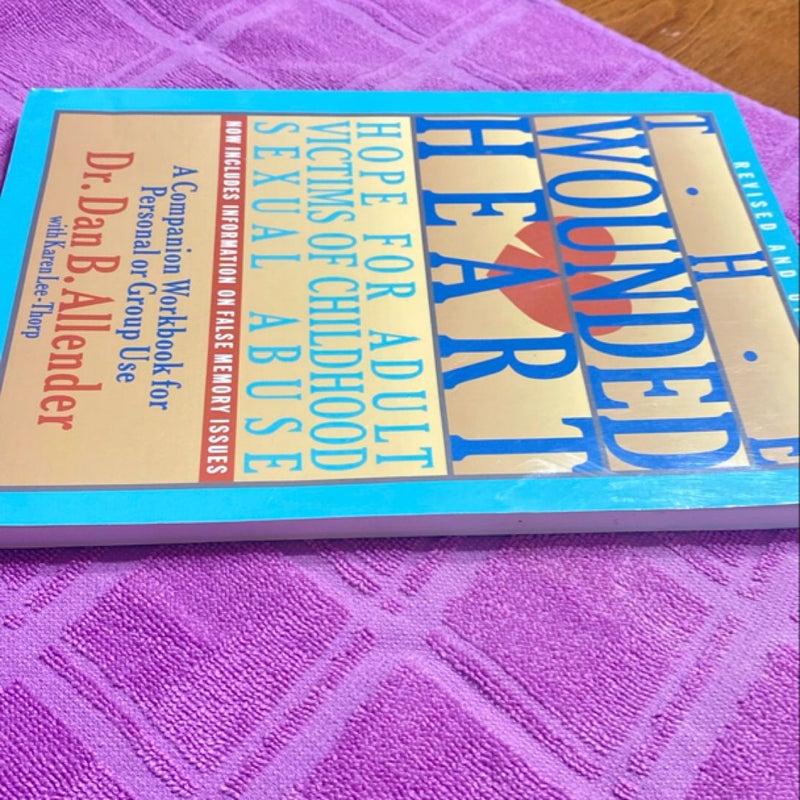 REVISED AND
T • H • E
WOUNDED
HEART
HOPE FOR ADULT
VICTIMS OF CHILDHOOD
SEXUAL ABUSE
NOW INCLUDES INFORMATION ON FALSE MEMORY ISSUES
A Companion Workbook for
Personal or Group Use
Dr. Dan B. Allender
with Karen Lee-Thorp